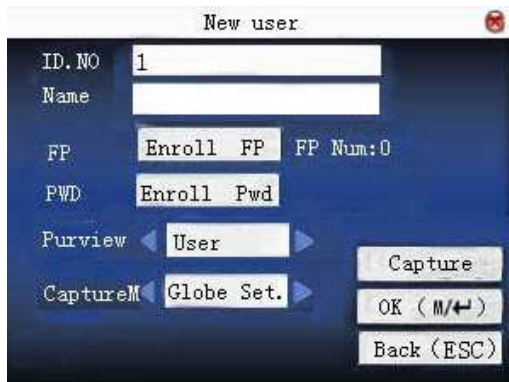 New user
ID.NO 1
Name
FP Enroll FP FP Num:0
PWD Enroll Pwd
Purview User
Capture
CaptureM Globe Set.
OK (M/↵)
Back(ESC)